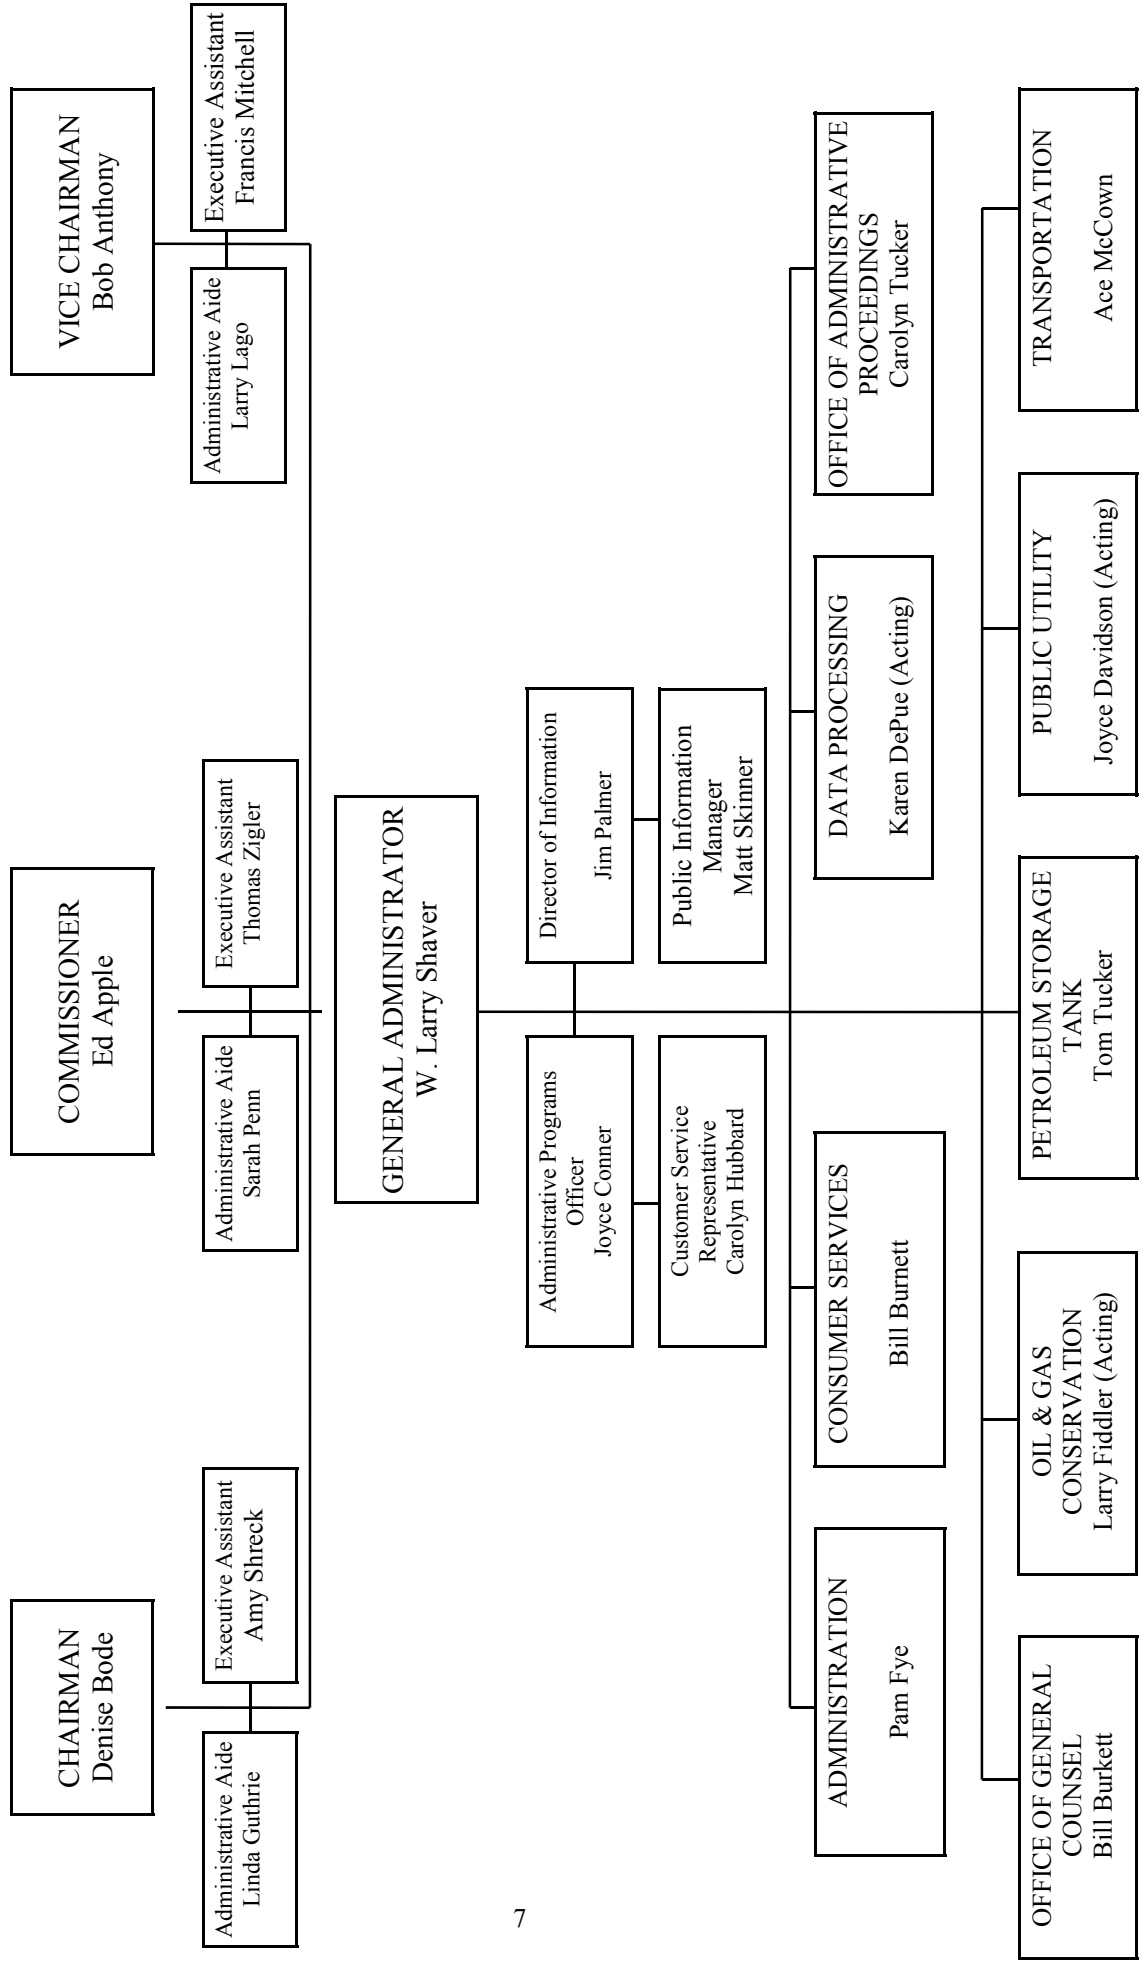 CHAIRMAN
Denise Bode
COMMISSIONER
Ed Apple
VICE CHAIRMAN
Bob Anthony
Administrative Aide
Linda Guthrie
Executive Assistant
Amy Shreck
Administrative Aide
Sarah Penn
Executive Assistant
Thomas Zigler
Administrative Aide
Larry Lago
Executive Assistant
Francis Mitchell
GENERAL ADMINISTRATOR
W. Larry Shaver
Administrative Programs
Officer
Joyce Conner
Director of Information
Jim Palmer
Customer Service
Representative
Carolyn Hubbard
Public Information
Manager
Matt Skinner
ADMINISTRATION
Pam Fye
CONSUMER SERVICES
Bill Burnett
DATA PROCESSING
Karen DePue (Acting)
OFFICE OF ADMINISTRATIVE
PROCEEDINGS
Carolyn Tucker
OFFICE OF GENERAL
COUNSEL
Bill Burkett
OIL & GAS
CONSERVATION
Larry Fiddler (Acting)
PETROLEUM STORAGE
TANK
Tom Tucker
PUBLIC UTILITY
Joyce Davidson (Acting)
TRANSPORTATION
Ace McCown
7